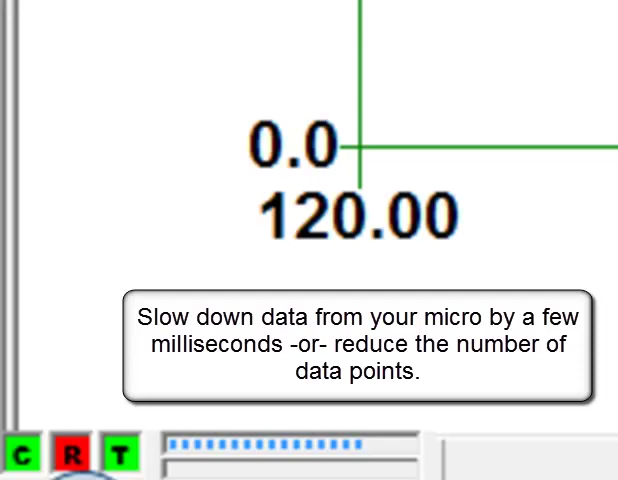 0.0
120.00
Slow down data from your micro by a few
milliseconds -or- reduce the number of
data points.
C R T